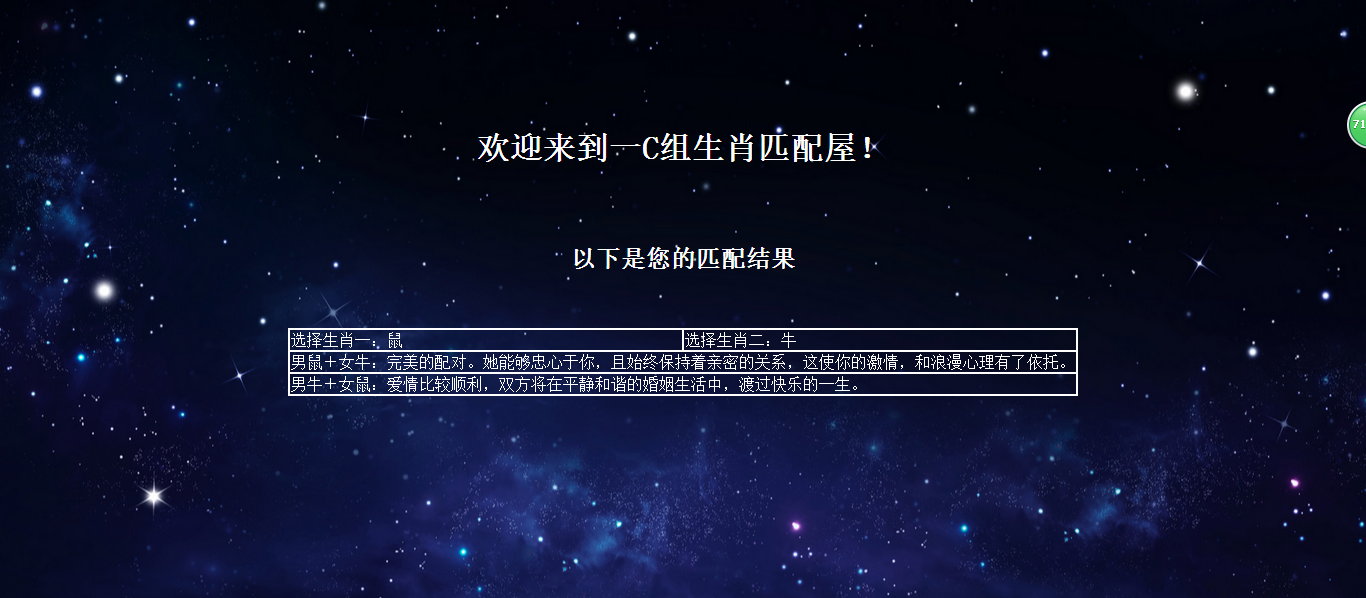 欢迎来到一C组生肖匹配屋!
以下是您的匹配结果
选择生肖一:鼠 选择生肖二:牛
男鼠+女牛:完美的配对。她能够忠心于你,且始终保持着亲密的关系,这使你的激情,和浪漫心理有了依托。
男牛+女鼠:爱情比较顺利,双方将在平静和谐的婚姻生活中,渡过快乐的一生。
71